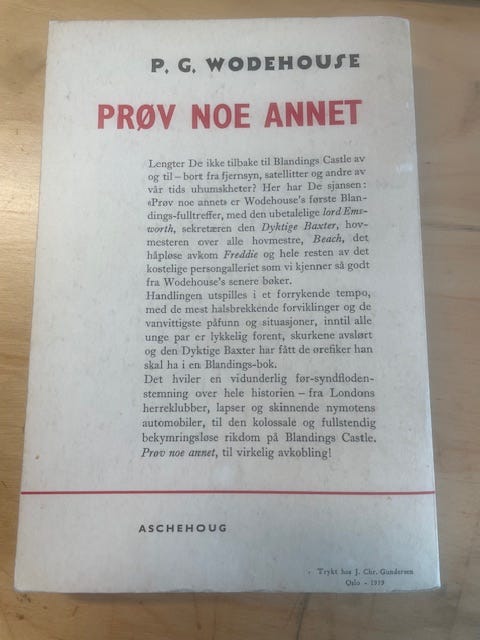 P. G. WODEHOUSE
PRØV NOE ANNET
Lengter De ikke tilbake til Blandings Castle av
og til – bort fra fjernsyn, satellitter og andre av
vår tids uhumskheter? Her har De sjansen:
«Prøv noe annet» er Wodehouse's første Blan-
dings-fulltreffer, med den ubetalelige lord Ems-
worth, sekretæren den Dyktige Baxter, hov-
mesteren over alle hovmestre, Beach, det
håpløse avkom Freddie og hele resten av det
kostelige persongalleriet som vi kjenner så godt
fra Wodehouse's senere bøker.
Handlingen utspilles i et forrykende tempo,
med de mest halsbrekkende forviklinger og de
vanvittigste påfunn og situasjoner, inntil alle
unge par er lykkelig forent, skurkene avslørt
og den Dyktige Baxter har fått de ørefiker han
skal ha i en Blandings-bok.
Det hviler en vidunderlig før-syndfloden-
stemning over hele historien – fra Londons
herreklubber, lapser og skinnende nymotens
automobiler, til den kolossale og fullstendig
bekymringsløse rikdom på Blandings Castle.
Prøv noe annet, til virkelig avkobling!
ASCHEHOUG
Trykt hos J. Chr. Gundersen
Oslo -